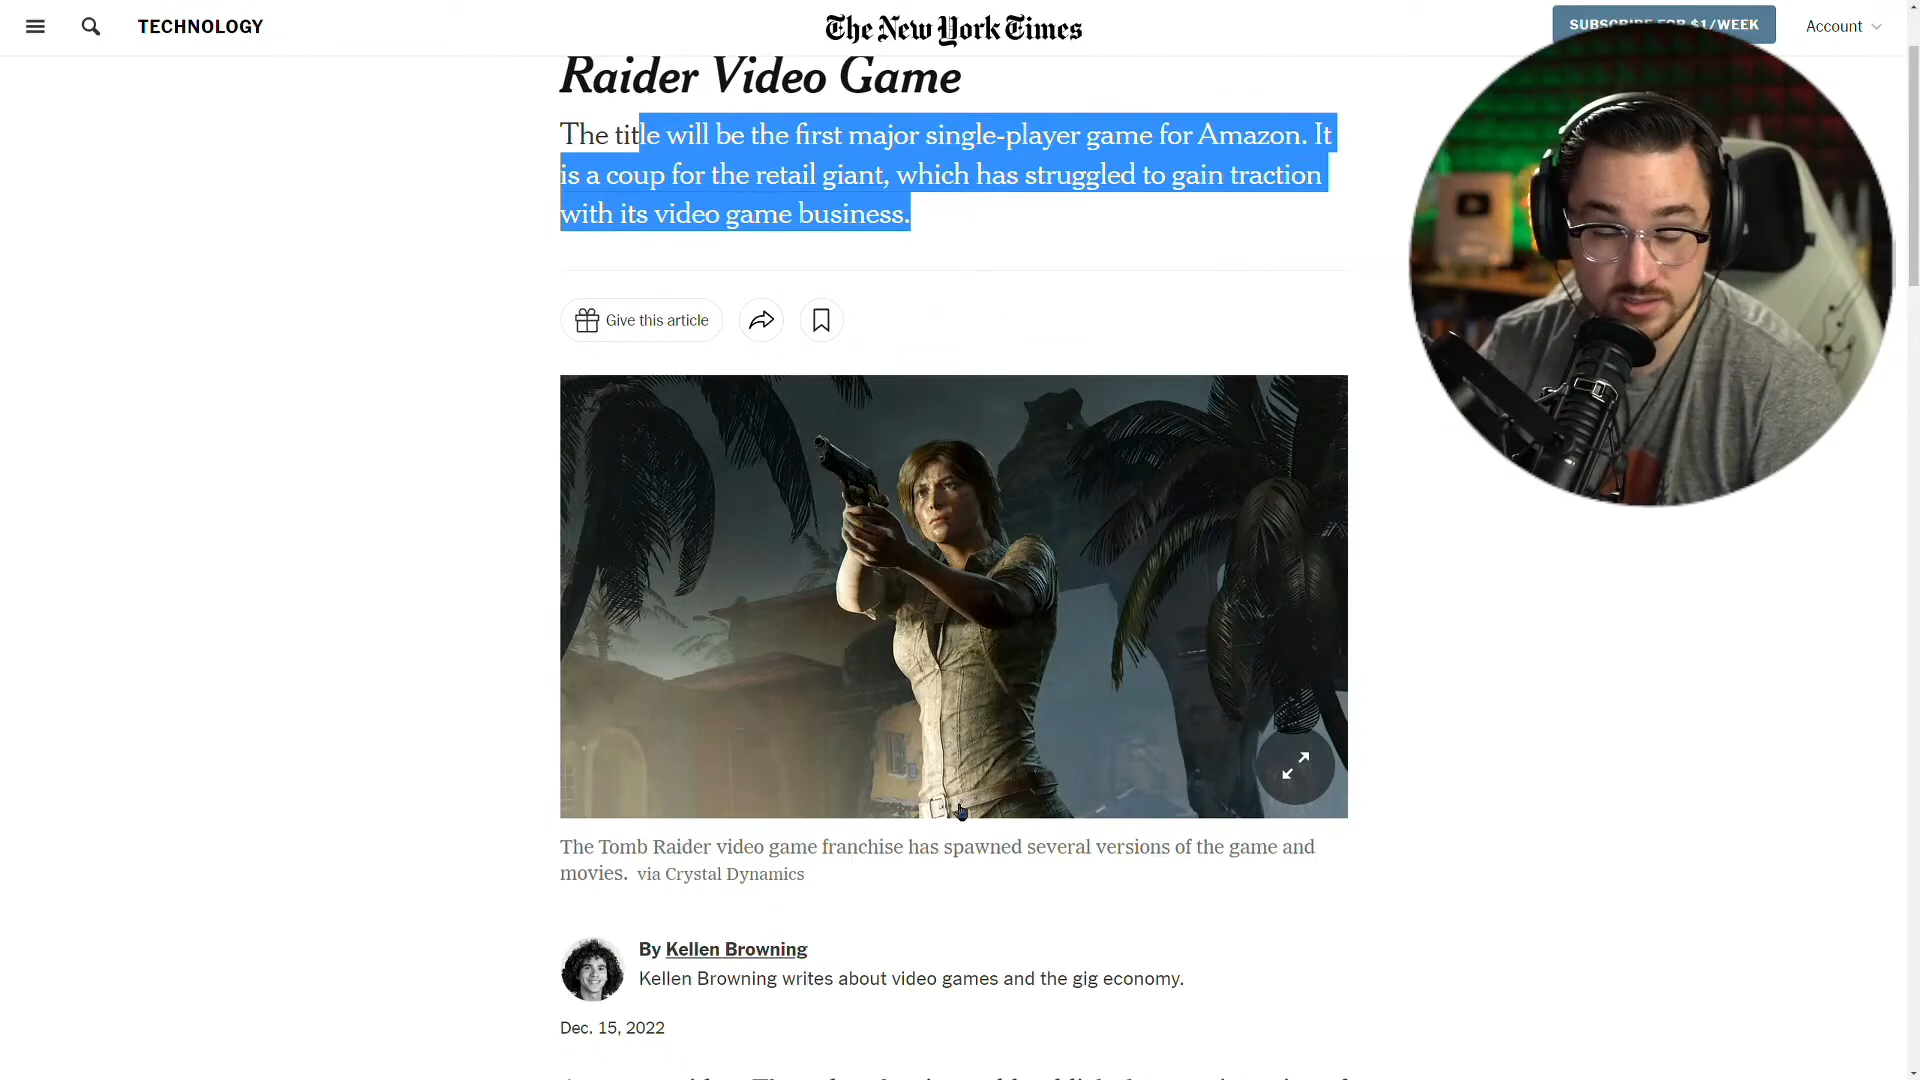 TECHNOLOGY
The New York Times
SUBSCRIBE FOR $1/WEEK
Account
Raider Video Game
The title will be the first major single-player game for Amazon. It
is a coup for the retail giant, which has struggled to gain traction
with its video game business.
Give this article
The Tomb Raider video game franchise has spawned several versions of the game and
movies. via Crystal Dynamics
By Kellen Browning
Kellen Browning writes about video games and the gig economy.
Dec. 15, 2022